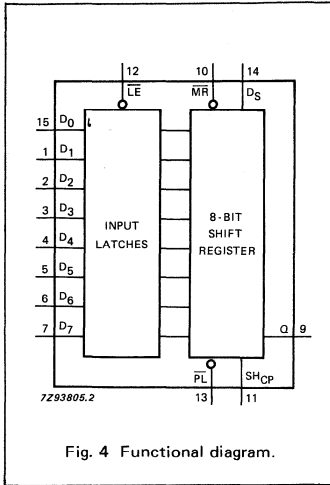 12 10 14
LE MR DS
15 D0
1 D1
2 D2
3 D3
4 D4
5 D5
6 D6
7 D7
INPUT
LATCHES
8-BIT
SHIFT
REGISTER
Q 9
PL SHCP
7Z93805.2
13 11
Fig. 4 Functional diagram.